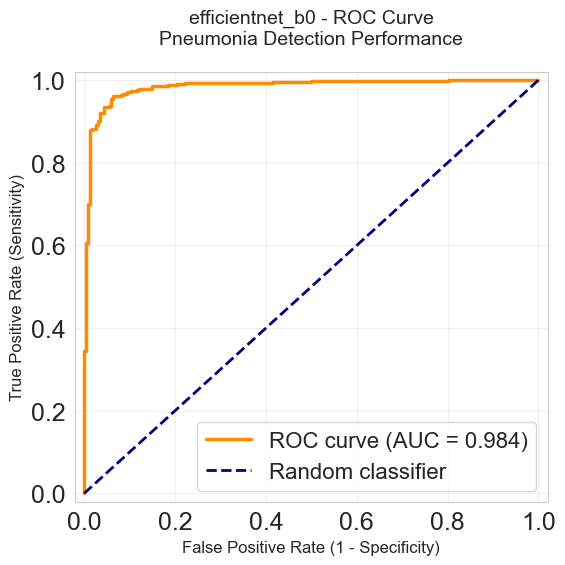 efficientnet_b0 - ROC Curve
Pneumonia Detection Performance
1.0
0.8
0.6
0.4
0.2
0.0
True Positive Rate (Sensitivity)
ROC curve (AUC = 0.984)
Random classifier
0.0 0.2 0.4 0.6 0.8 1.0
False Positive Rate (1 - Specificity)